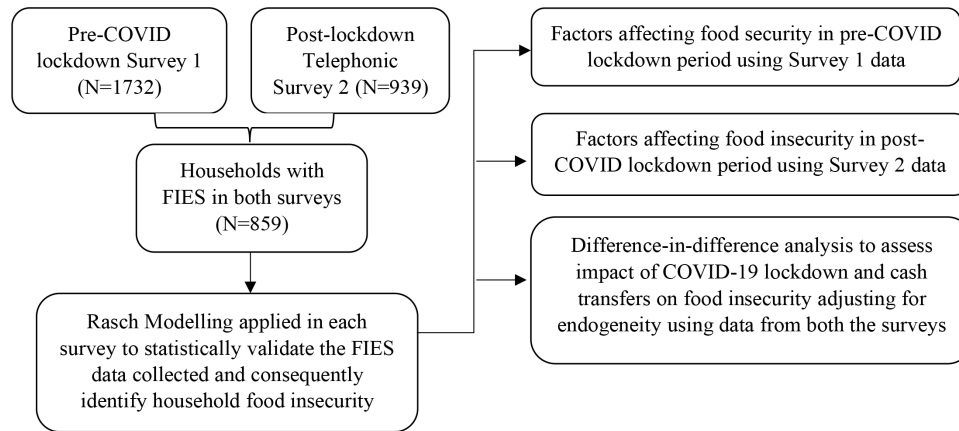 Pre-COVID
lockdown Survey 1
(N=1732)
Post-lockdown
Telephonic
Survey 2 (N=939)
Households with
FIES in both surveys
(N=859)
Rasch Modelling applied in each
survey to statistically validate the FIES
data collected and consequently
identify household food insecurity
Factors affecting food security in pre-COVID
lockdown period using Survey 1 data
Factors affecting food insecurity in post-
COVID lockdown period using Survey 2 data
Difference-in-difference analysis to assess
impact of COVID-19 lockdown and cash
transfers on food insecurity adjusting for
endogeneity using data from both the surveys